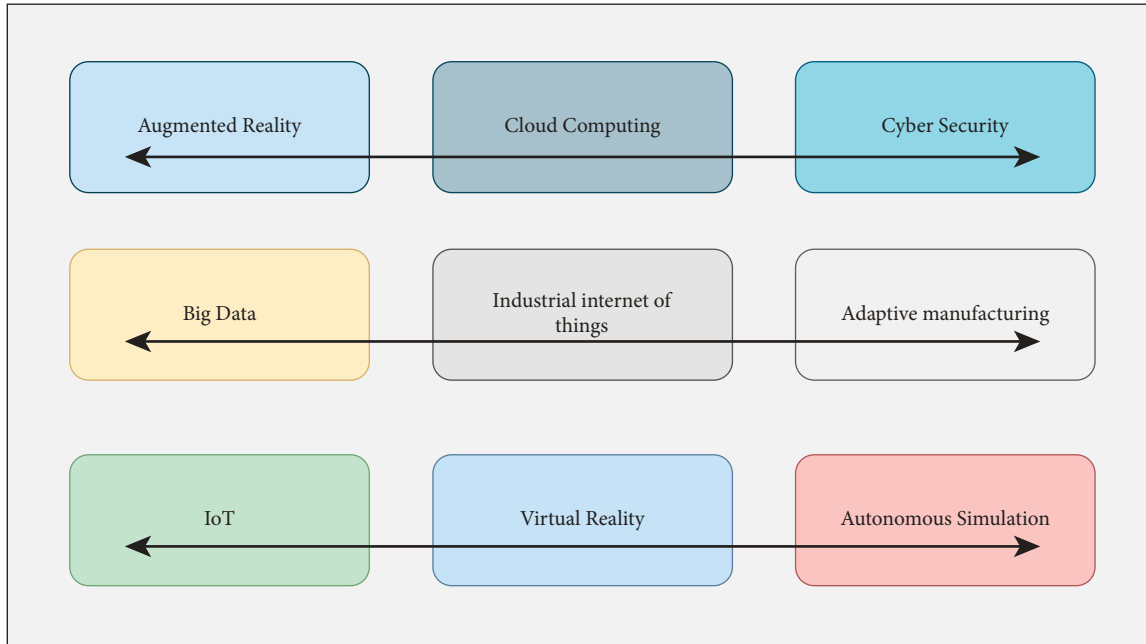 Augmented Reality
Cloud Computing
Cyber Security
Big Data
Industrial internet of
things
Adaptive manufacturing
IoT
Virtual Reality
Autonomous Simulation